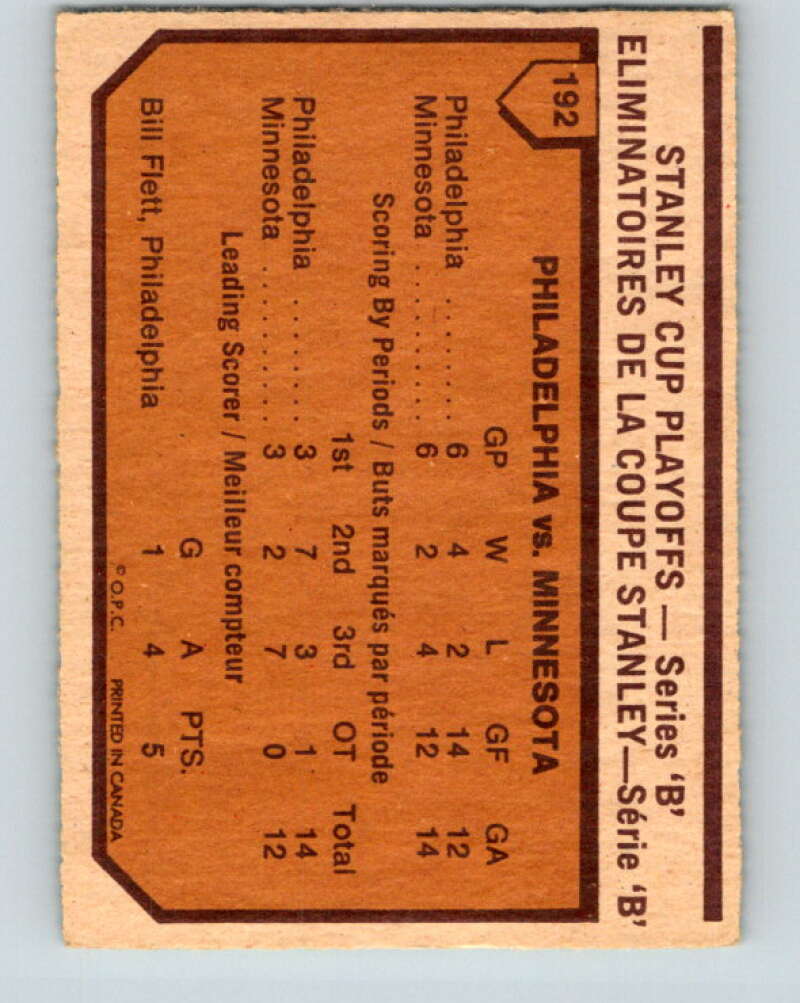 STANLEY CUP PLAYOFFS — Series 'B'
ELIMINATOIRES DE LA COUPE STANLEY—Série 'B'
192
PHILADELPHIA vs. MINNESOTA
GP W L GF GA
Philadelphia ........ 6 4 2 14 12
Minnesota .......... 6 2 4 12 14
Scoring By Periods / Buts marqués par période
1st 2nd 3rd OT Total
Philadelphia ........ 3 7 3 1 14
Minnesota .......... 3 2 7 0 12
Leading Scorer / Meilleur compteur
G A PTS.
Bill Flett, Philadelphia 1 4 5
© O.P.C. PRINTED IN CANADA